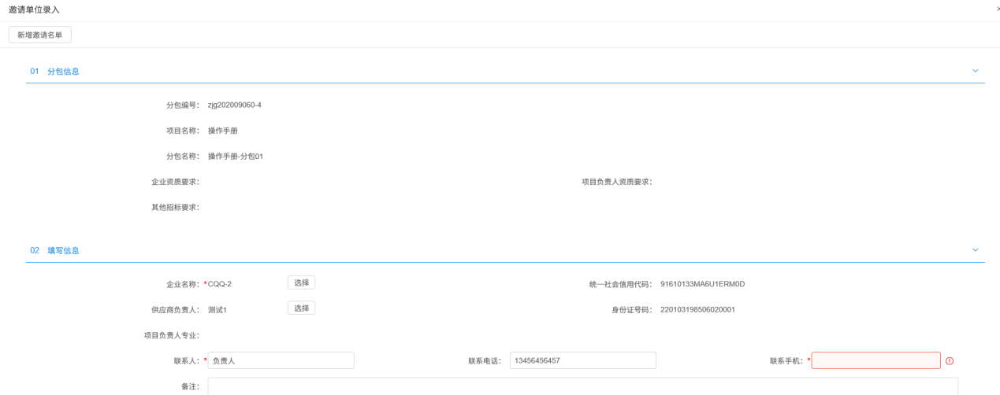 邀请单位录入
新增邀请名单
01 分包信息
分包编号： zjg202009060-4
项目名称： 操作手册
分包名称： 操作手册-分包01
企业资质要求： 项目负责人资质要求：
其他招标要求：
02 填写信息
企业名称：*CQQ-2 选择 统一社会信用代码： 91610133MA6U1ERM0D
供应商负责人： 测试1 选择 身份证号码： 220103198506020001
项目负责人专业：
联系人：* 负责人 联系电话： 13456456457 联系手机：*
备注：